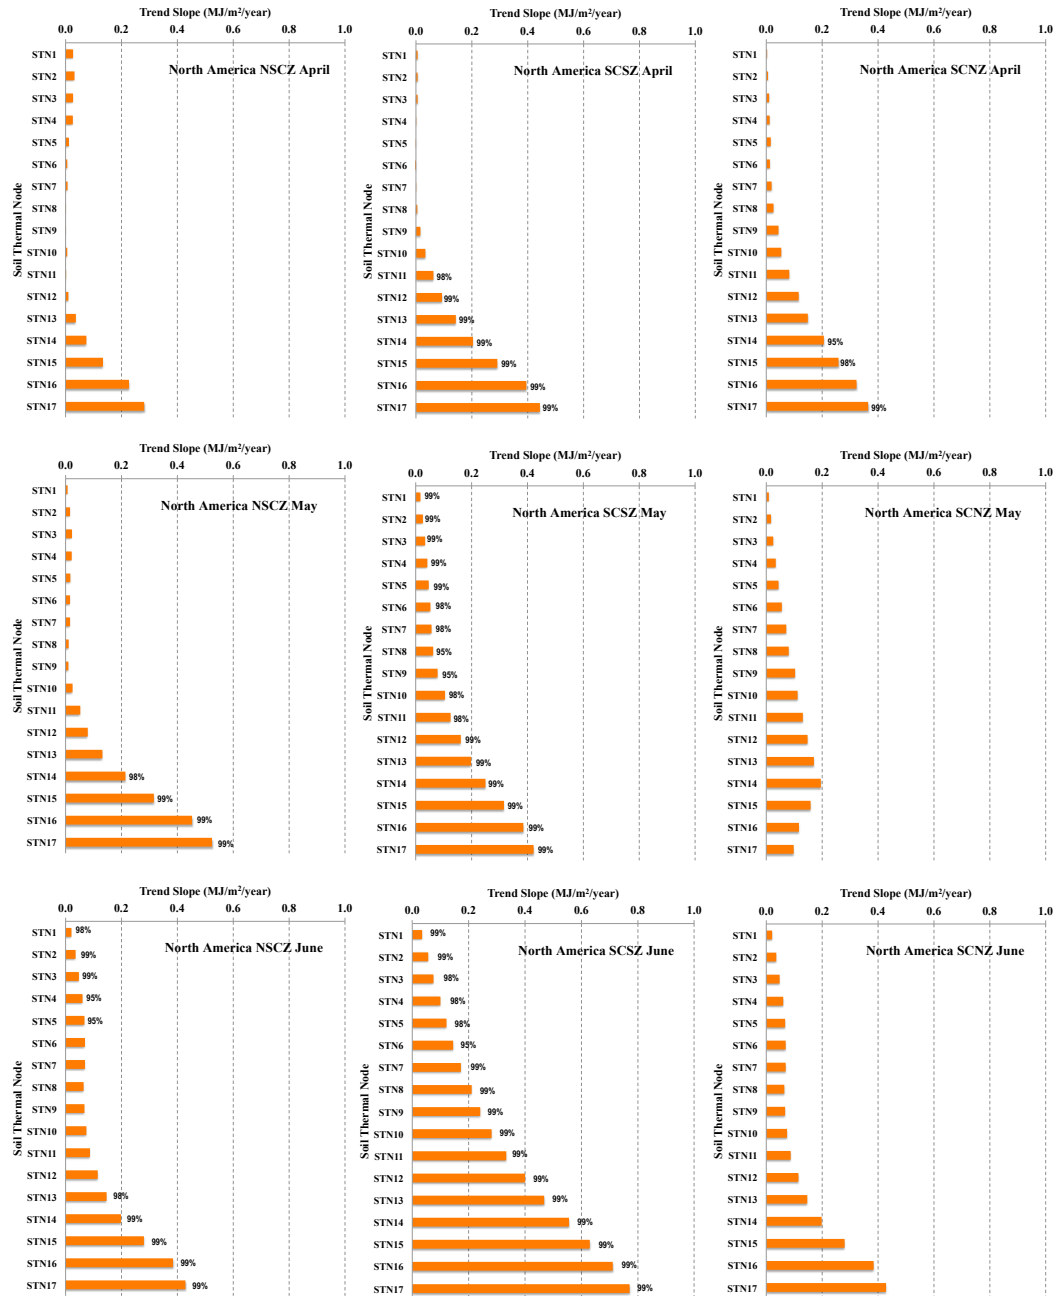 Trend Slope (MJ/m²/year)
0.0 0.2 0.4 0.6 0.8 1.0
North America NSCZ April
Soil Thermal Node
STN1
STN2
STN3
STN4
STN5
STN6
STN7
STN8
STN9
STN10
STN11
STN12
STN13
STN14
STN15
STN16
STN17
Trend Slope (MJ/m²/year)
0.0 0.2 0.4 0.6 0.8 1.0
North America SCSZ April
Soil Thermal Node
STN1
STN2
STN3
STN4
STN5
STN6
STN7
STN8
STN9
STN10
STN11 98%
STN12 99%
STN13 99%
STN14 99%
STN15 99%
STN16 99%
STN17 99%
Trend Slope (MJ/m²/year)
0.0 0.2 0.4 0.6 0.8 1.0
North America SCNZ April
Soil Thermal Node
STN1
STN2
STN3
STN4
STN5
STN6
STN7
STN8
STN9
STN10
STN11
STN12
STN13
STN14 95%
STN15 98%
STN16
STN17 99%
Trend Slope (MJ/m²/year)
0.0 0.2 0.4 0.6 0.8 1.0
North America NSCZ May
Soil Thermal Node
STN1
STN2
STN3
STN4
STN5
STN6
STN7
STN8
STN9
STN10
STN11
STN12
STN13
STN14 98%
STN15 99%
STN16 99%
STN17 99%
Trend Slope (MJ/m²/year)
0.0 0.2 0.4 0.6 0.8 1.0
North America SCSZ May
Soil Thermal Node
STN1 99%
STN2 99%
STN3 99%
STN4 99%
STN5 99%
STN6 98%
STN7 98%
STN8 95%
STN9 95%
STN10 98%
STN11 98%
STN12 99%
STN13 99%
STN14 99%
STN15 99%
STN16 99%
STN17 99%
Trend Slope (MJ/m²/year)
0.0 0.2 0.4 0.6 0.8 1.0
North America SCNZ May
Soil Thermal Node
STN1
STN2
STN3
STN4
STN5
STN6
STN7
STN8
STN9
STN10
STN11
STN12
STN13
STN14
STN15
STN16
STN17
Trend Slope (MJ/m²/year)
0.0 0.2 0.4 0.6 0.8 1.0
North America NSCZ June
Soil Thermal Node
STN1 98%
STN2 99%
STN3 99%
STN4 95%
STN5 95%
STN6
STN7
STN8
STN9
STN10
STN11
STN12
STN13 98%
STN14 99%
STN15 99%
STN16 99%
STN17 99%
Trend Slope (MJ/m²/year)
0.0 0.2 0.4 0.6 0.8 1.0
North America SCSZ June
Soil Thermal Node
STN1 99%
STN2 99%
STN3 98%
STN4 98%
STN5 98%
STN6 95%
STN7 99%
STN8 99%
STN9 99%
STN10 99%
STN11 99%
STN12 99%
STN13 99%
STN14 99%
STN15 99%
STN16 99%
STN17 99%
Trend Slope (MJ/m²/year)
0.0 0.2 0.4 0.6 0.8 1.0
North America SCNZ June
Soil Thermal Node
STN1
STN2
STN3
STN4
STN5
STN6
STN7
STN8
STN9
STN10
STN11
STN12
STN13
STN14
STN15
STN16
STN17